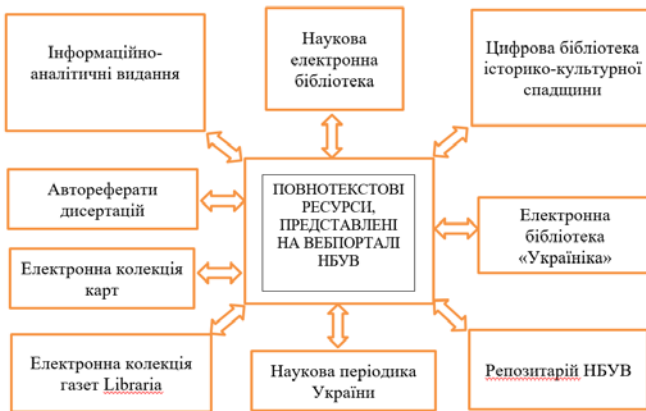 Інформаційно-
аналітичні видання
Наукова
електронна
бібліотека
Цифрова бібліотека
історико-культурної
спадщини
Автореферати
дисертацій
ПОВНОТЕКСТОВІ
РЕСУРСИ,
ПРЕДСТАВЛЕНІ
НА ВЕБПОРТАЛІ
НБУВ
Електронна
бібліотека
«Україніка»
Електронна колекція
карт
Електронна колекція
газет Libraria
Наукова періодика
України
Репозитарій НБУВ